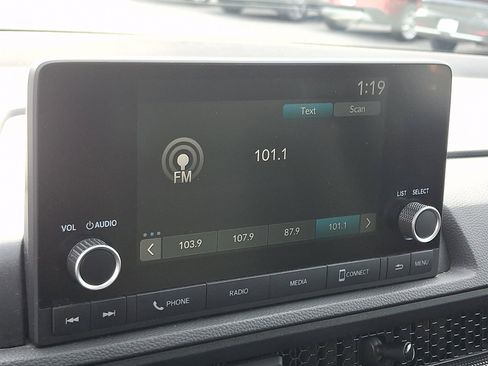 1:19
Text Scan
FM
101.1
VOL AUDIO
LIST SELECT
103.9 107.9 87.9 101.1
PHONE RADIO MEDIA CONNECT MENU